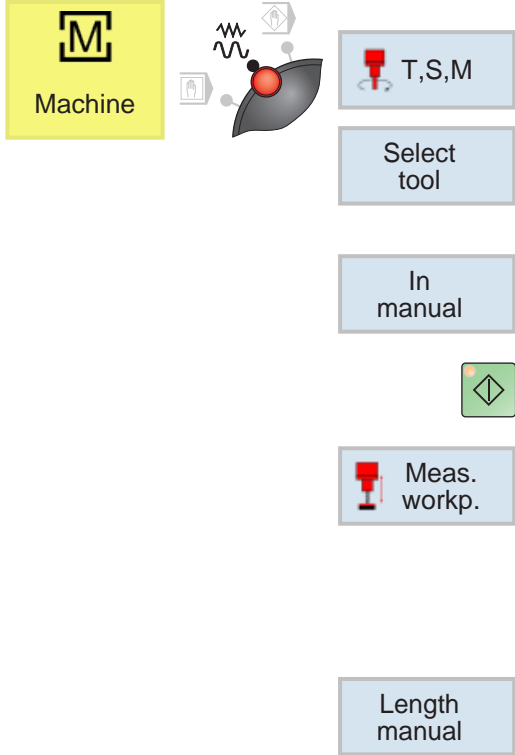 M
Machine
T,S,M
Select
tool
In
manual
Meas.
workp.
Length
manual